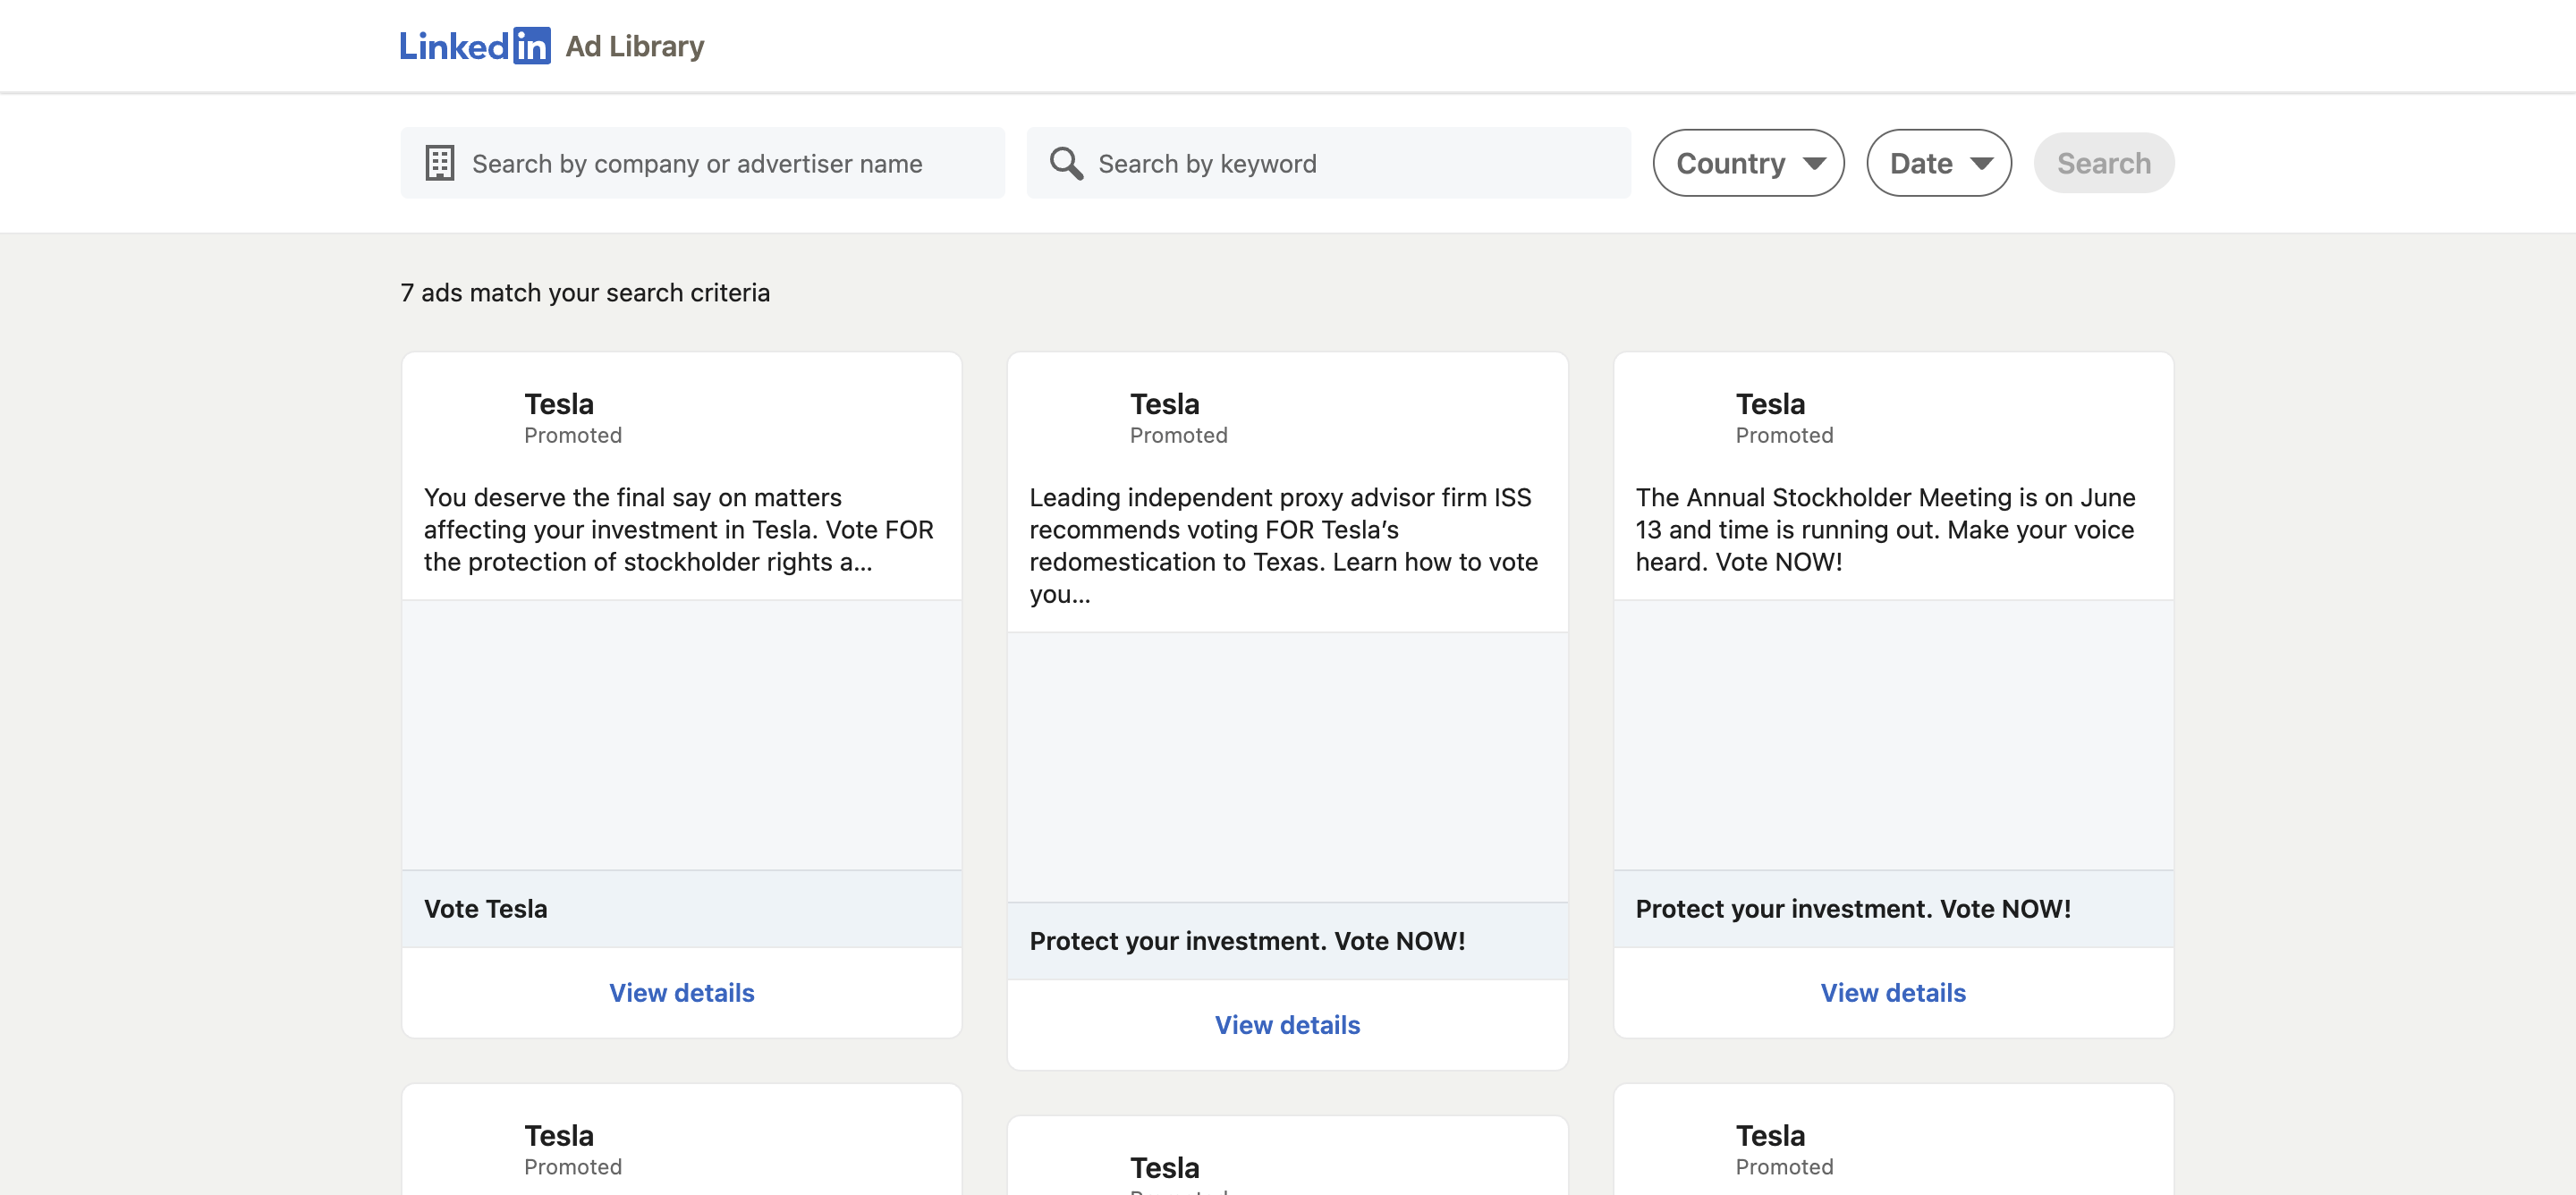 LinkedIn Ad Library
Search by company or advertiser name
Search by keyword
Country
Date
Search
7 ads match your search criteria
Tesla
Promoted
You deserve the final say on matters
affecting your investment in Tesla. Vote FOR
the protection of stockholder rights a...
Vote Tesla
View details
Tesla
Promoted
Leading independent proxy advisor firm ISS
recommends voting FOR Tesla’s
redomestication to Texas. Learn how to vote
you...
Protect your investment. Vote NOW!
View details
Tesla
Promoted
The Annual Stockholder Meeting is on June
13 and time is running out. Make your voice
heard. Vote NOW!
Protect your investment. Vote NOW!
View details
Tesla
Promoted
Tesla
Tesla
Promoted